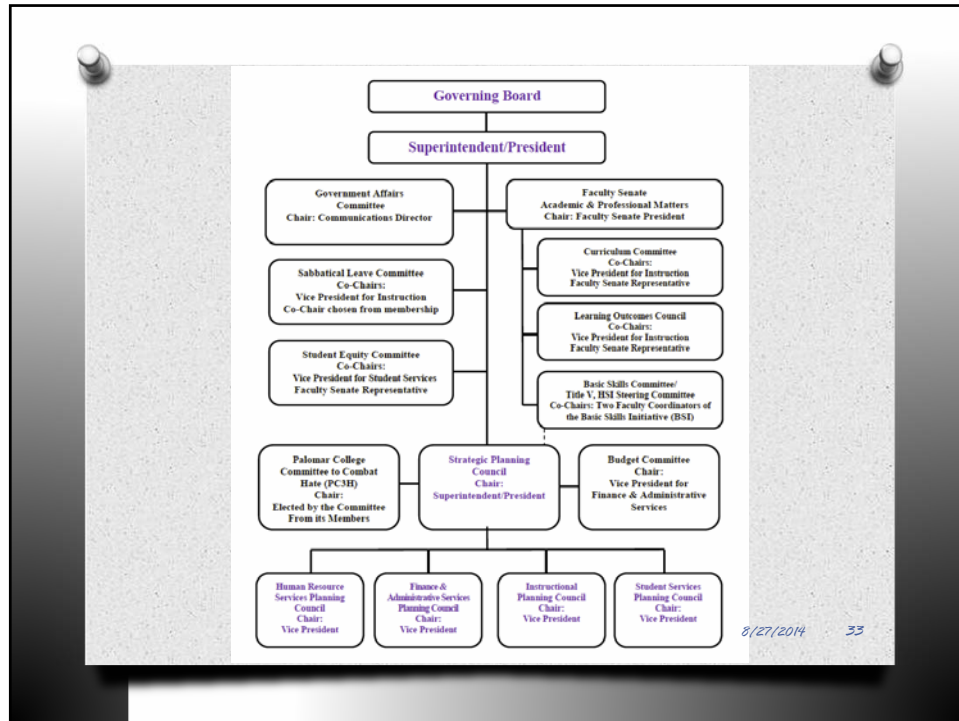 Governing Board
Superintendent/President
Government Affairs
Committee
Chair: Communications Director
Faculty Senate
Academic & Professional Matters
Chair: Faculty Senate President
Curriculum Committee
Co-Chairs:
Vice President for Instruction
Faculty Senate Representative
Sabbatical Leave Committee
Co-Chairs:
Vice President for Instruction
Co-Chair chosen from membership
Learning Outcomes Council
Co-Chairs:
Vice President for Instruction
Faculty Senate Representative
Student Equity Committee
Co-Chairs:
Vice President for Student Services
Faculty Senate Representative
Basic Skills Committee/
Title V, HSI Steering Committee
Co-Chairs: Two Faculty Coordinators of
the Basic Skills Initiative (BSI)
Palomar College
Committee to Combat
Hate (PC3H)
Chair:
Elected by the Committee
From its Members
Strategic Planning
Council
Chair:
Superintendent/President
Budget Committee
Chair:
Vice President for
Finance & Administrative
Services
Human Resource
Services Planning
Council
Chair:
Vice President
Finance &
Administrative Services
Planning Council
Chair:
Vice President
Instructional
Planning Council
Chair:
Vice President
Student Services
Planning Council
Chair:
Vice President
8/27/2014 33